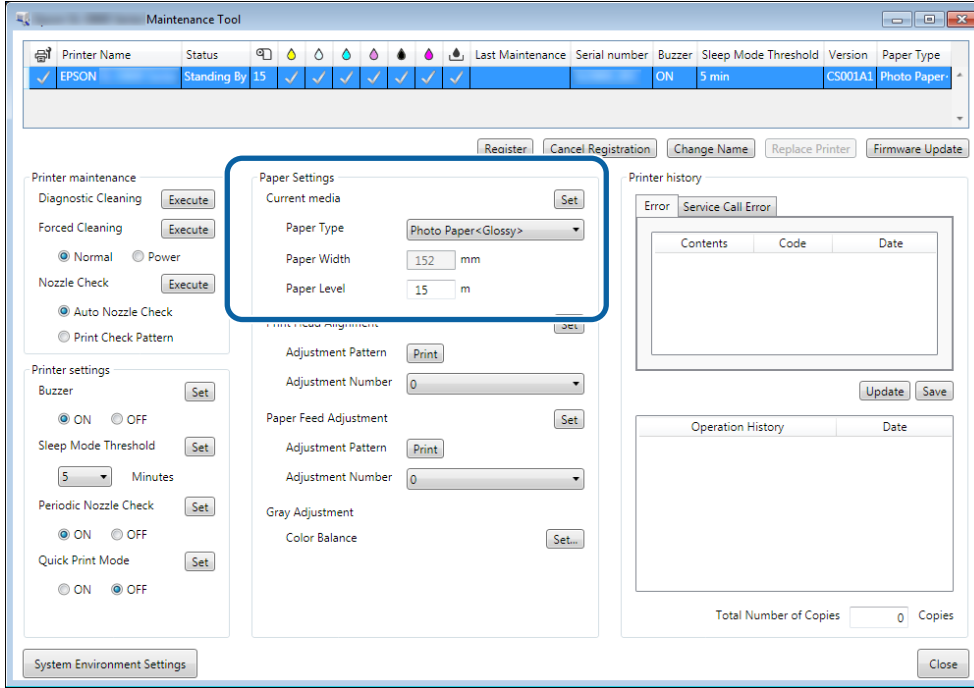 Maintenance Tool
Printer Name Status Last Maintenance Serial number Buzzer Sleep Mode Threshold Version Paper Type
EPSON Standing By 15 ON 5 min CS001A1 Photo Paper
Register Cancel Registration Change Name Replace Printer Firmware Update
Printer maintenance
Diagnostic Cleaning Execute
Forced Cleaning Execute
Normal Power
Nozzle Check Execute
Auto Nozzle Check
Print Check Pattern
Printer settings
Buzzer Set
ON OFF
Sleep Mode Threshold Set
5 Minutes
Periodic Nozzle Check Set
ON OFF
Quick Print Mode Set
ON OFF
Paper Settings
Current media Set
Paper Type Photo Paper<Glossy>
Paper Width 152 mm
Paper Level 15 m
Print Head Alignment Set
Adjustment Pattern Print
Adjustment Number 0
Paper Feed Adjustment Set
Adjustment Pattern Print
Adjustment Number 0
Gray Adjustment
Color Balance Set...
Printer history
Error Service Call Error
Contents Code Date
Update Save
Operation History Date
Total Number of Copies 0 Copies
System Environment Settings Close